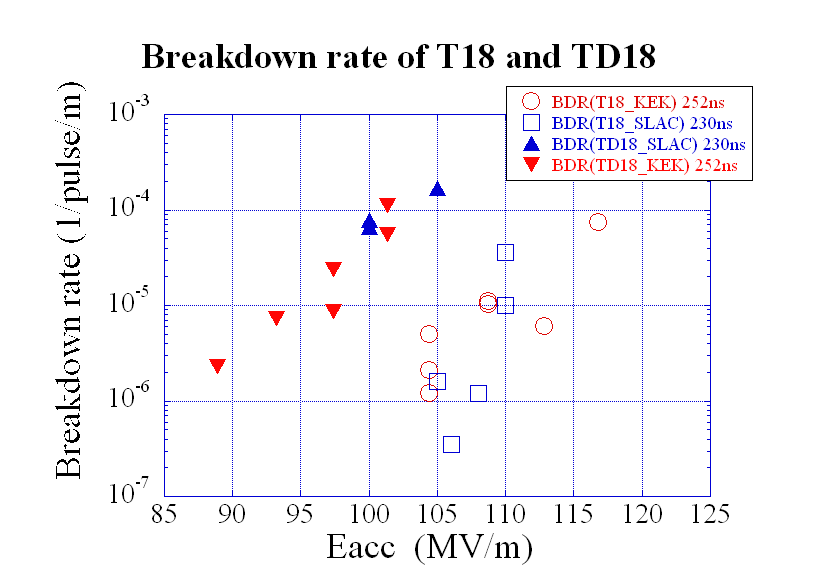 Breakdown rate of T18 and TD18
BDR(T18_KEK) 252ns
BDR(T18_SLAC) 230ns
BDR(TD18_SLAC) 230ns
BDR(TD18_KEK) 252ns
Breakdown rate (1/pulse/m)
10^-3
10^-4
10^-5
10^-6
10^-7
85 90 95 100 105 110 115 120 125
Eacc (MV/m)